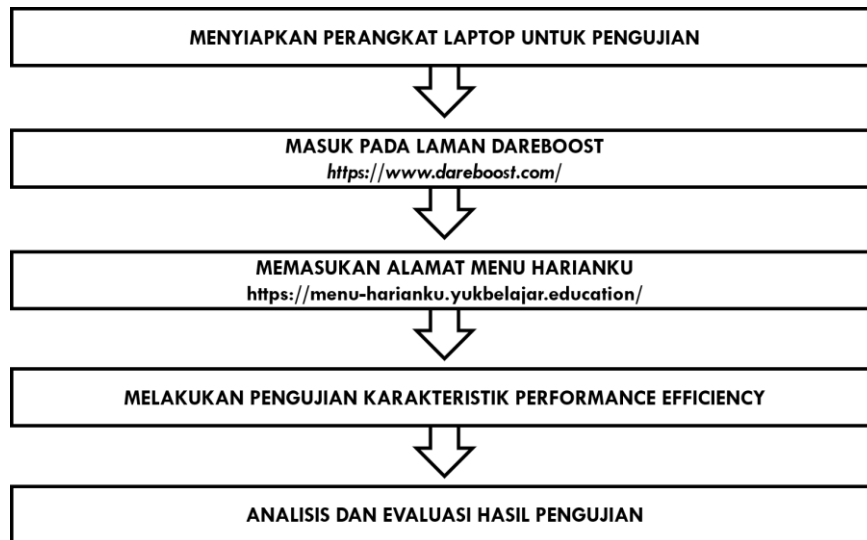 MENYIAPKAN PERANGKAT LAPTOP UNTUK PENGUJIAN
MASUK PADA LAMAN DAREBOOST
https://www.dareboost.com/
MEMASUKAN ALAMAT MENU HARIANKU
https://menu-harianku.yukbelajar.education/
MELAKUKAN PENGUJIAN KARAKTERISTIK PERFORMANCE EFFICIENCY
ANALISIS DAN EVALUASI HASIL PENGUJIAN